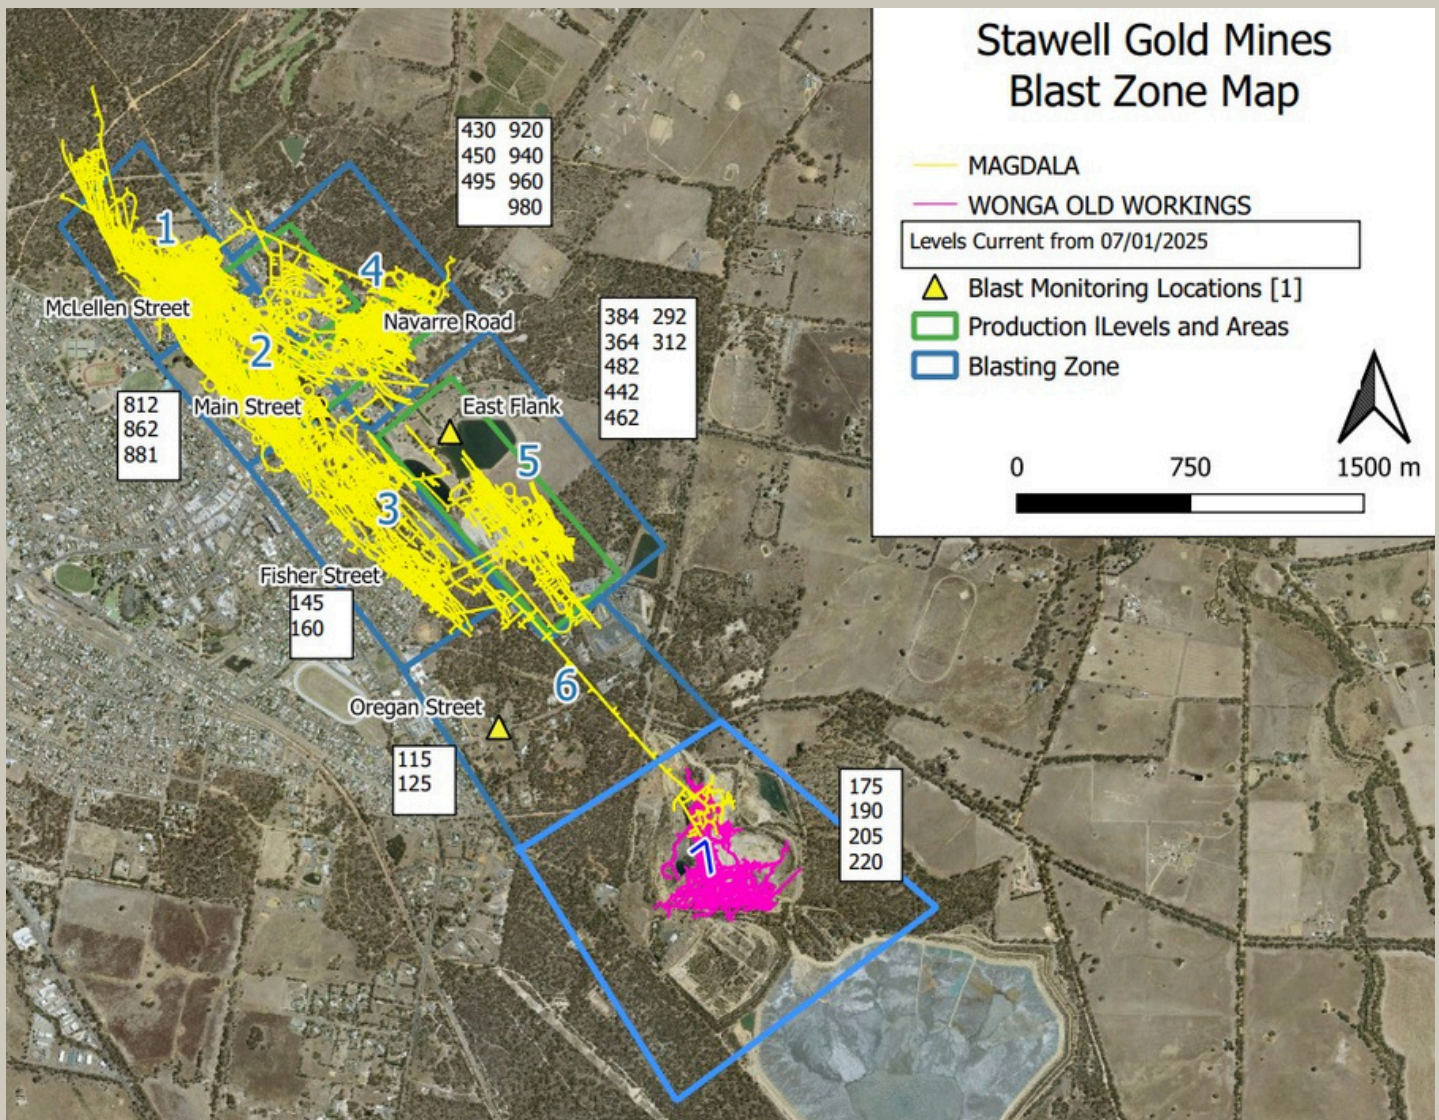 Stawell Gold Mines
Blast Zone Map
MAGDALA
WONGA OLD WORKINGS
Levels Current from 07/01/2025
Blast Monitoring Locations [1]
Production lLevels and Areas
Blasting Zone
0 750 1500 m
430 920
450 940
495 960
980
1
4
McLellen Street
Navarre Road
2
384 292
364 312
482
442
462
812
862
881
Main Street
East Flank
5
3
Fisher Street
145
160
6
Oregan Street
115
125
175
190
205
220
7